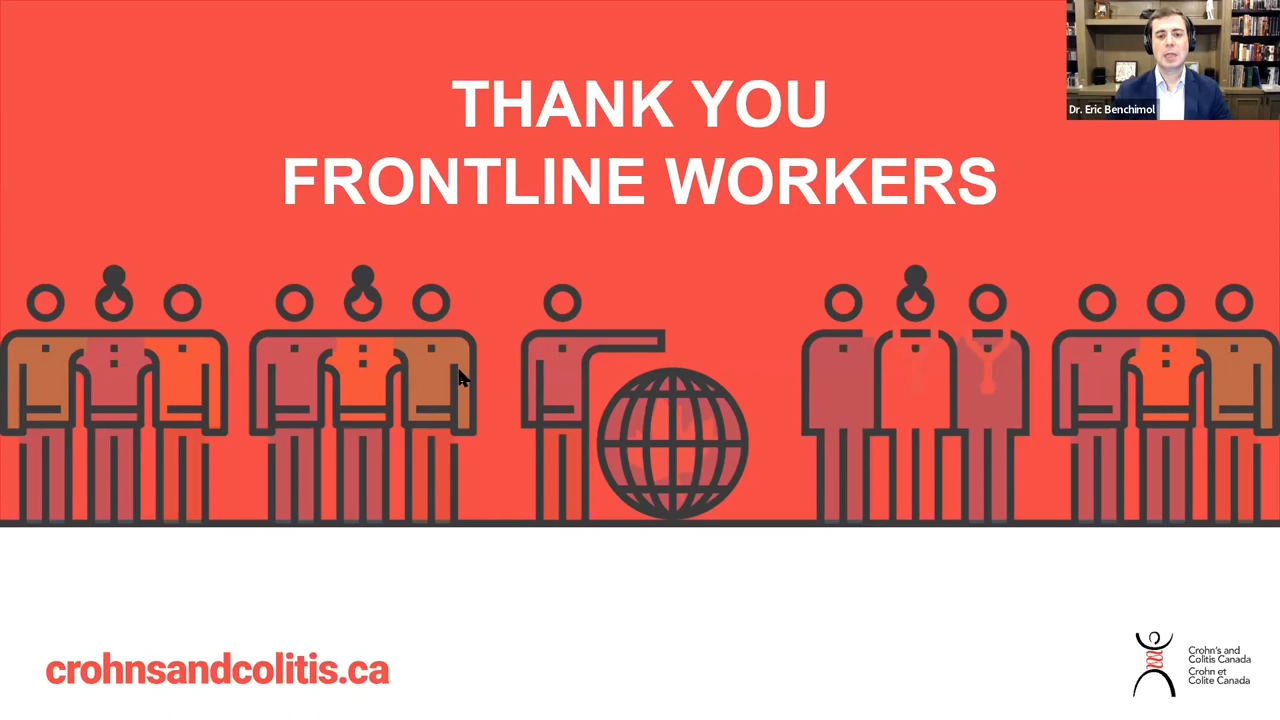 THANK YOU
FRONTLINE WORKERS
Dr. Eric Benchimol
crohnsandcolitis.ca
Crohn's and
Colitis Canada
Crohn et
Colite Canada